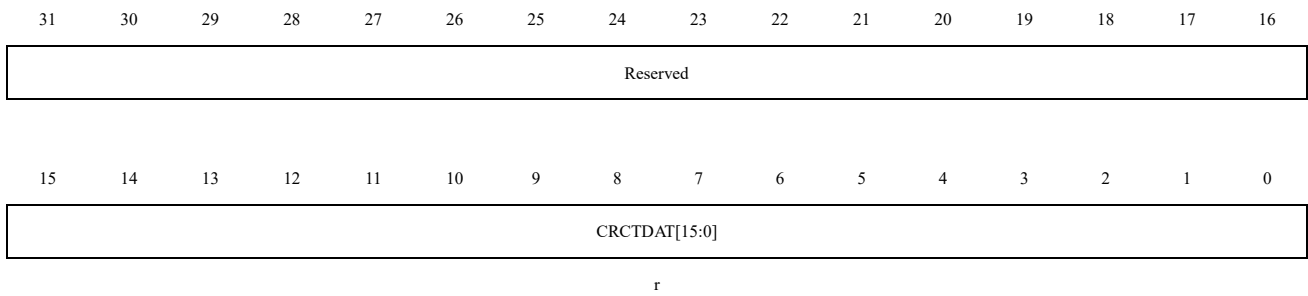 31 30 29 28 27 26 25 24 23 22 21 20 19 18 17 16
Reserved
15 14 13 12 11 10 9 8 7 6 5 4 3 2 1 0
CRCTDAT[15:0]
r